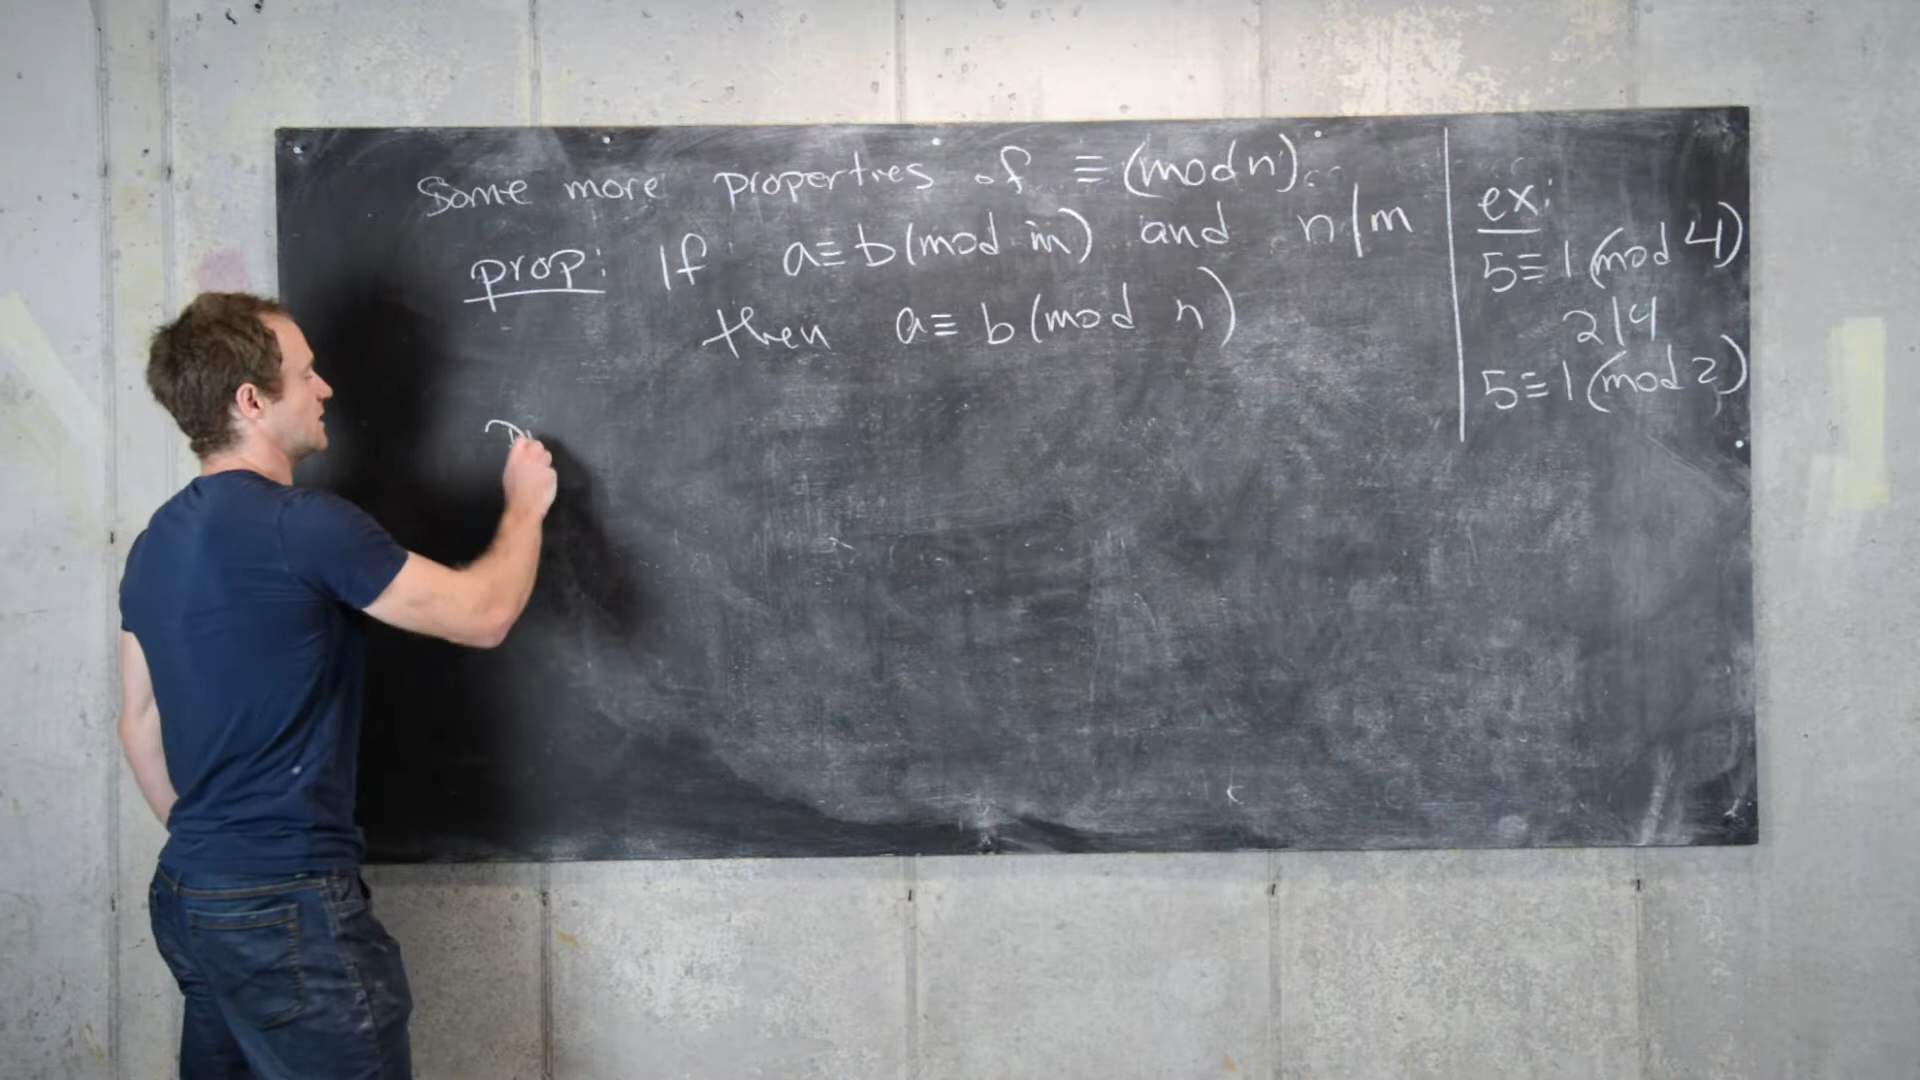 Some more properties of ≡ (mod n):
prop: If a≡b (mod m) and n|m
then a≡ b (mod n)
ex:
5≡1 (mod 4)
2|4
5≡1 (mod 2)